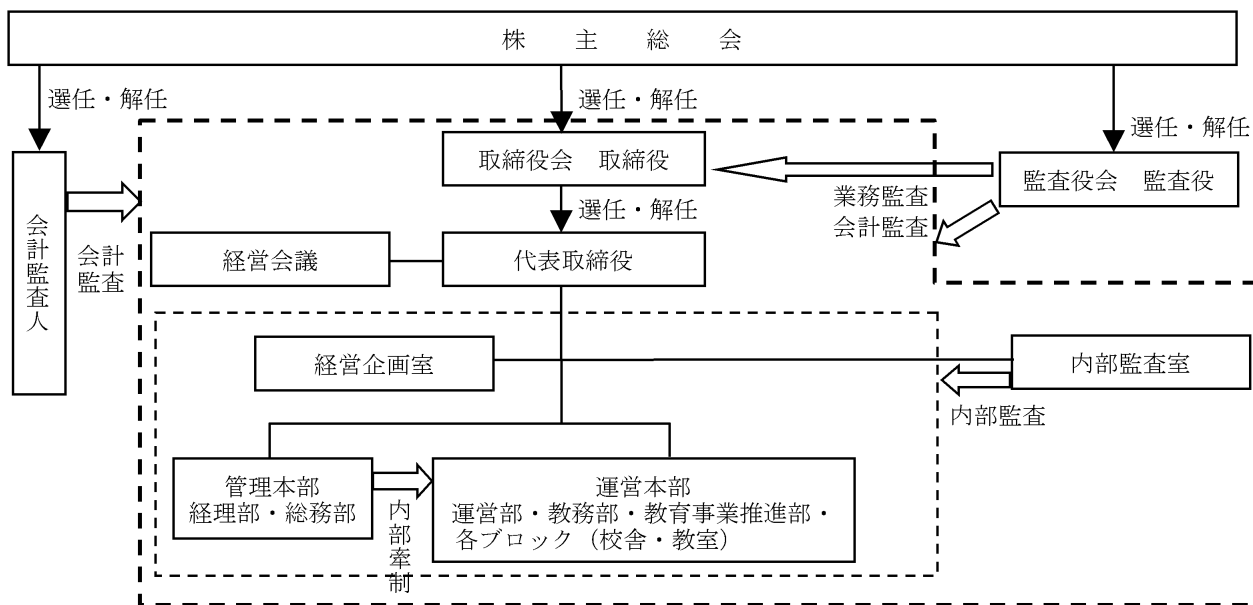 株主総会
選任・解任
選任・解任
選任・解任
取締役会　取締役
監査役会　監査役
業務監査
会計監査
選任・解任
会計監査人
会計
監査
経営会議
代表取締役
経営企画室
内部監査室
内部監査
管理本部
経理部・総務部
内部牽制
運営本部
運営部・教務部・教育事業推進部・
各ブロック（校舎・教室）